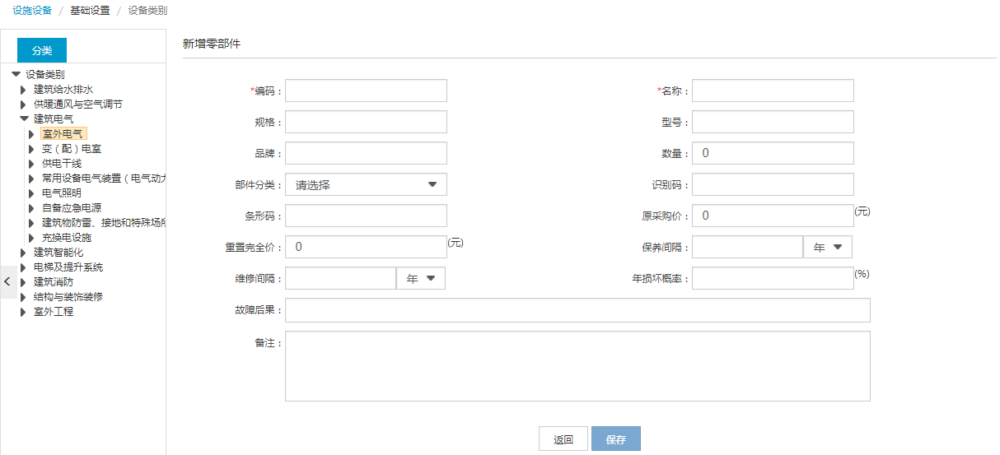 设施设备 / 基础设置 / 设备类别
分类
设备类别
建筑给水排水
供暖通风与空气调节
建筑电气
室外电气
变（配）电室
供电干线
常用设备电气装置（电气动力
电气照明
自备应急电源
建筑物防雷、接地和特殊场所
充换电设施
建筑智能化
电梯及提升系统
建筑消防
结构与装饰装修
室外工程
新增零部件
*编码： *名称：
规格： 型号：
品牌： 数量： 0
部件分类： 请选择 识别码：
条形码： 原采购价： 0 (元)
重置完全价： 0 (元) 保养间隔： 年
维修间隔： 年 年损坏概率： (%)
故障后果：
备注：
返回 保存